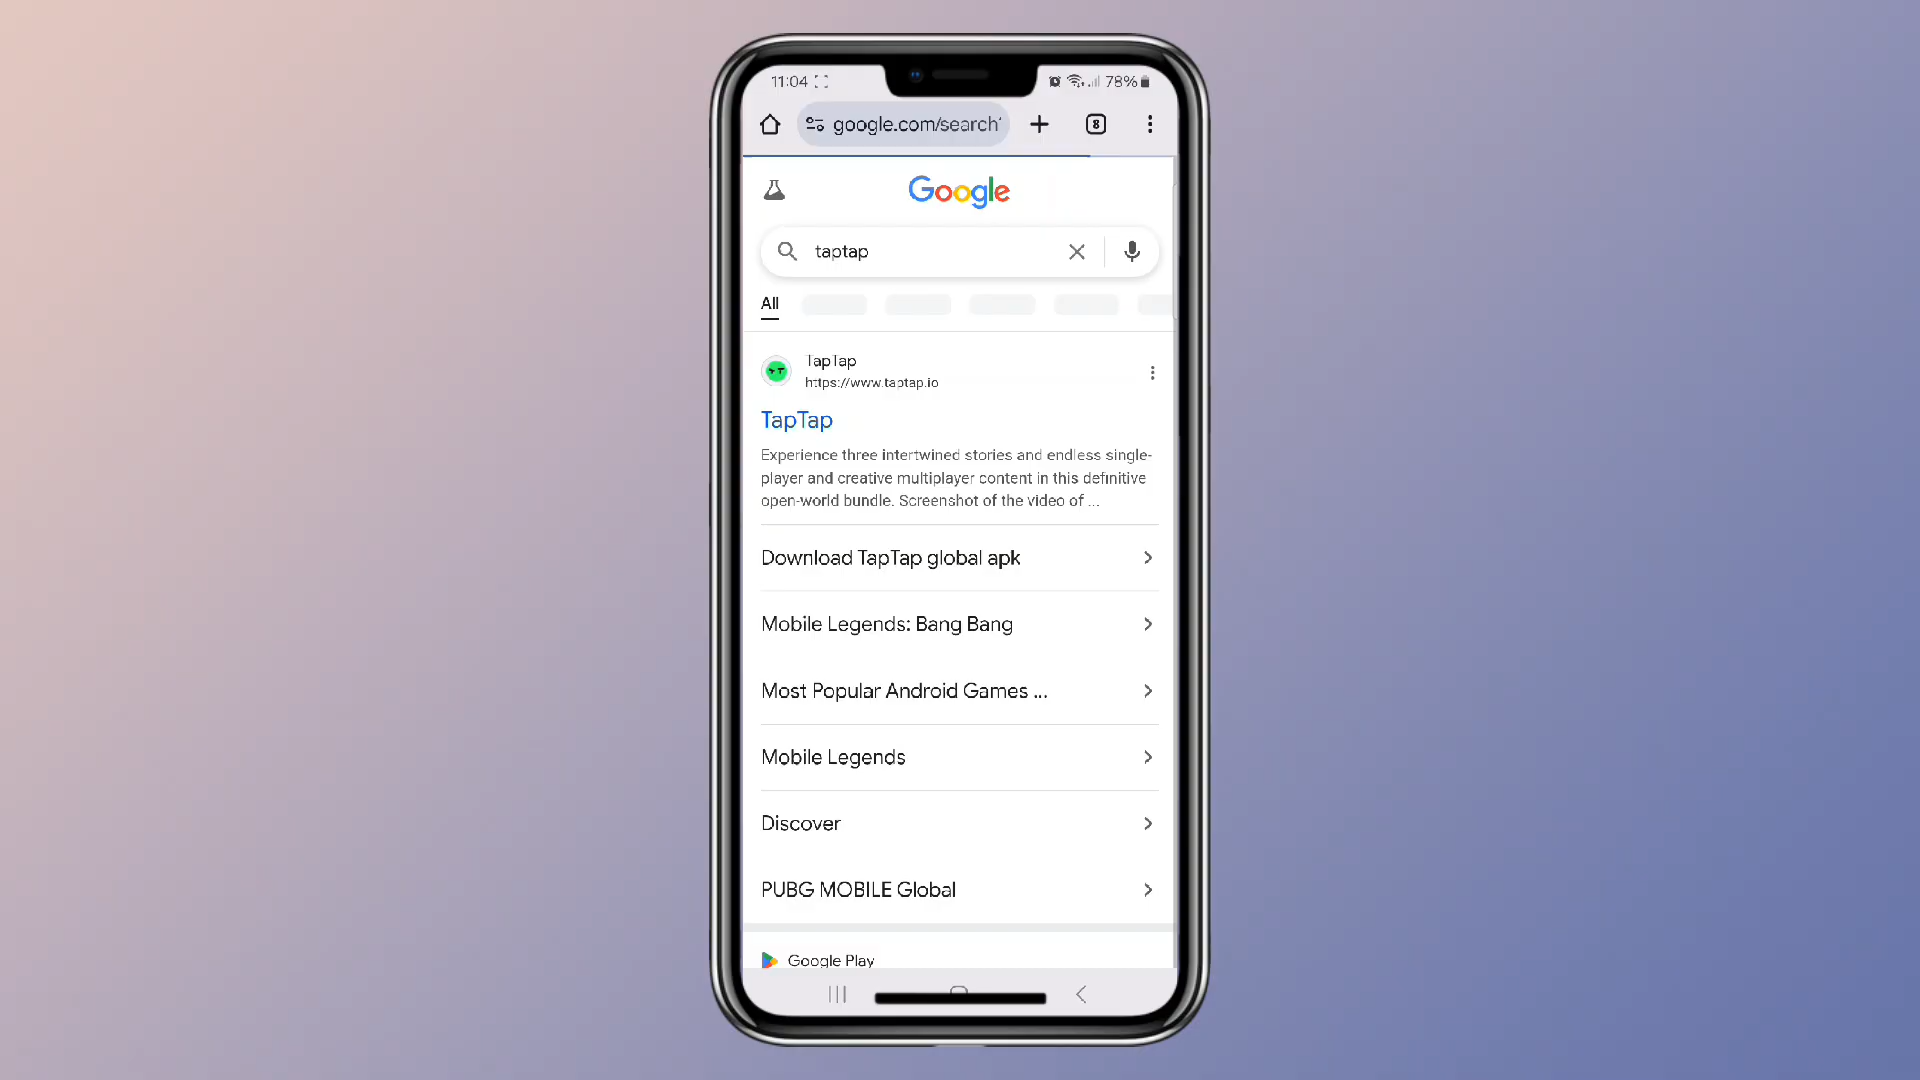 11:04
78%
google.com/search
8
Google
taptap
All
TapTap
https://www.taptap.io
TapTap
Experience three intertwined stories and endless single-
player and creative multiplayer content in this definitive
open-world bundle. Screenshot of the video of ...
Download TapTap global apk
Mobile Legends: Bang Bang
Most Popular Android Games ...
Mobile Legends
Discover
PUBG MOBILE Global
Google Play